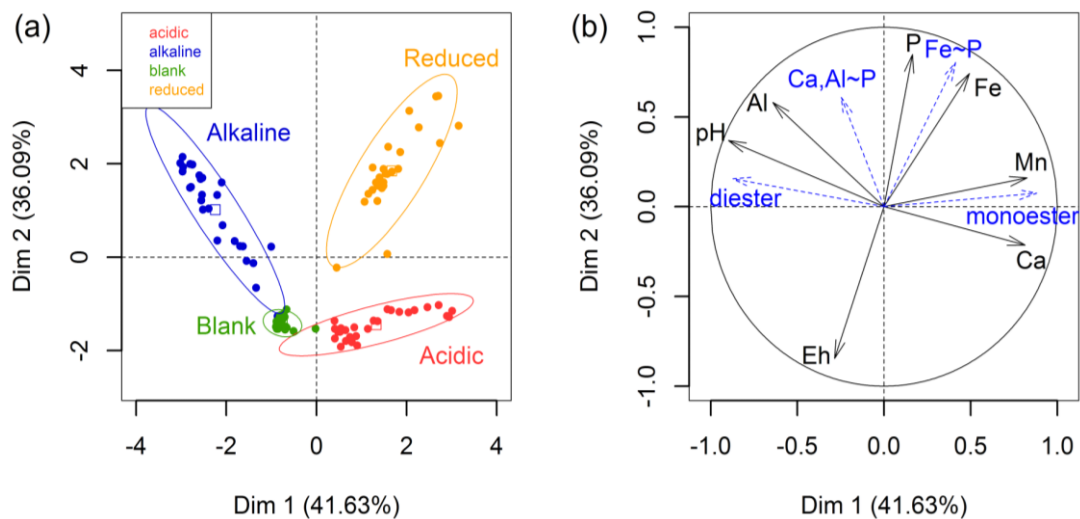 (a)
acidic
alkaline
blank
reduced
Reduced
Alkaline
Blank
Acidic
4
2
0
-2
-4
-2
0
2
4
Dim 2 (36.09%)
Dim 1 (41.63%)
(b)
P
Fe~P
Ca,Al~P
Fe
Al
pH
Mn
diester
monoester
Ca
Eh
1.0
0.5
0.0
-0.5
-1.0
-1.0
-0.5
0.0
0.5
1.0
Dim 2 (36.09%)
Dim 1 (41.63%)